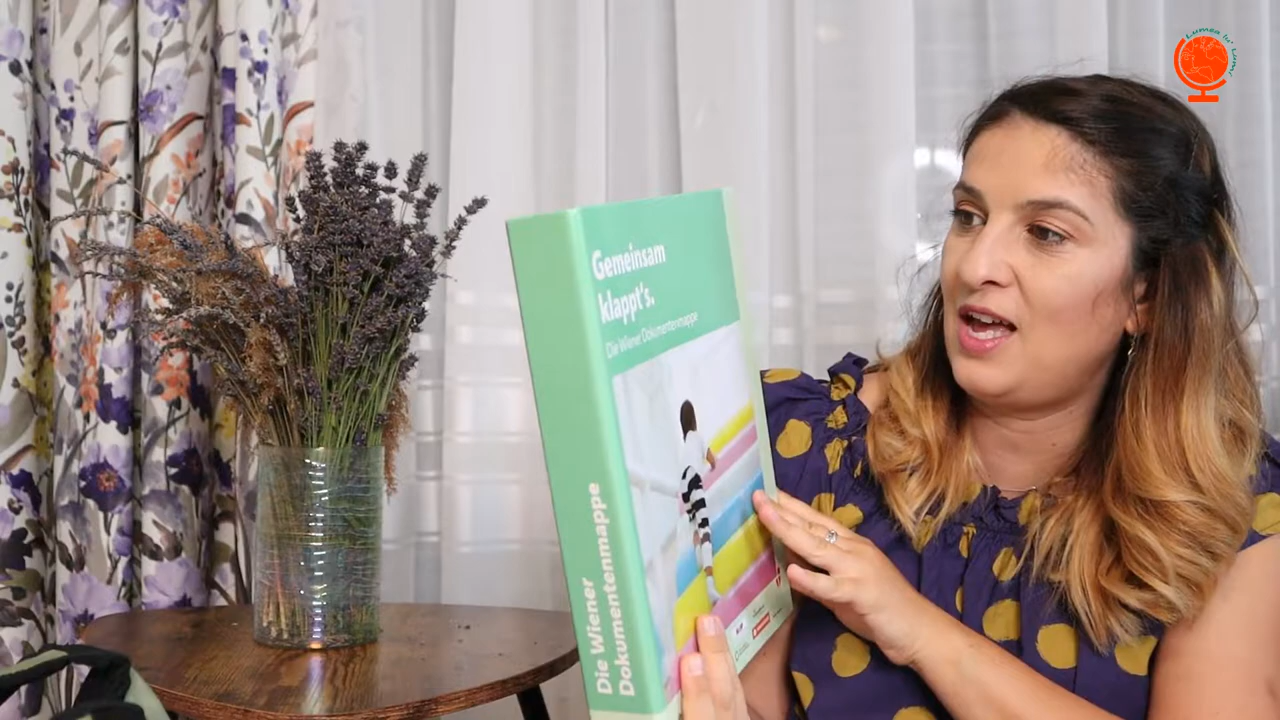 Gemeinsam
klappt's.
Die Wiener Dokumentenmappe
Die Wiener
Dokumentenmappe